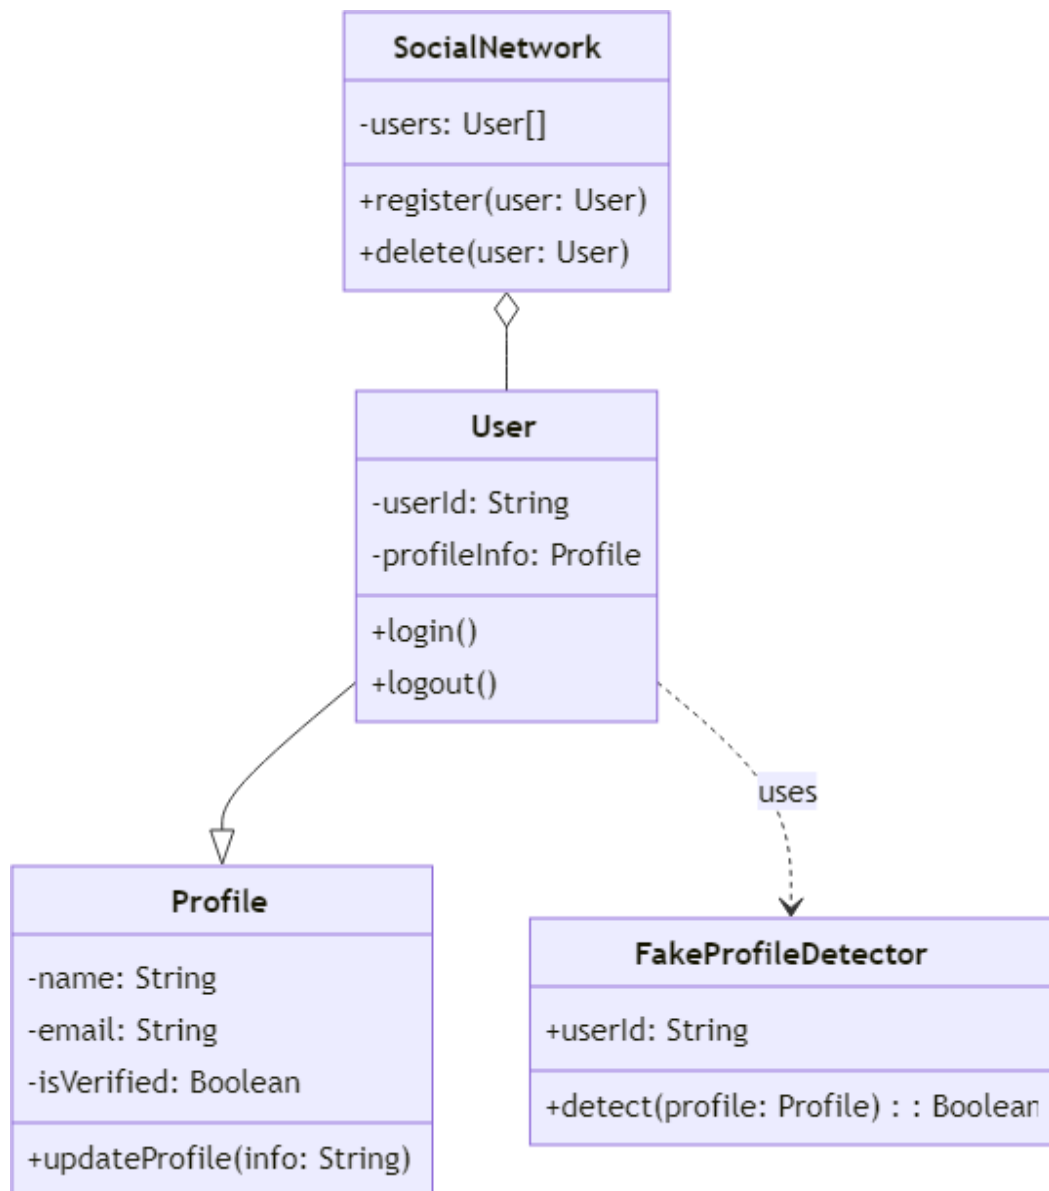 SocialNetwork
-users: User[]
+register(user: User)
+delete(user: User)
User
-userId: String
-profileInfo: Profile
+login()
+logout()
uses
Profile
-name: String
-email: String
-isVerified: Boolean
+updateProfile(info: String)
FakeProfileDetector
+userId: String
+detect(profile: Profile) : : Boolean